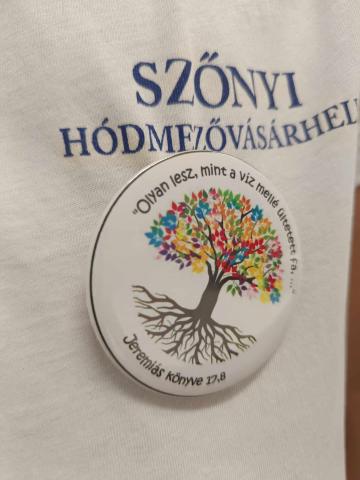 SZŐNYI
HÓDMEZŐVÁSÁRHEL
"Olyan lesz, mint a víz mellé ültetett fa, ..."
Jeremiás könyve 17,8